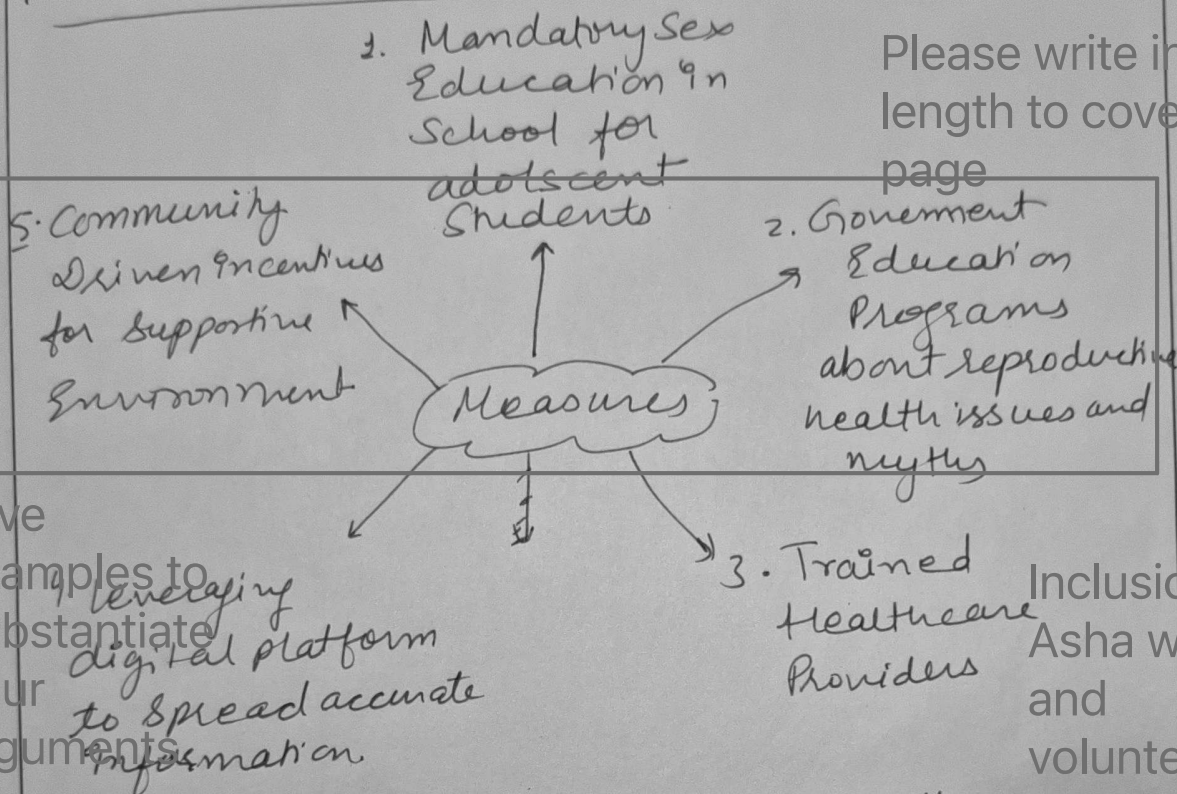 1. Mandatory Sex
Education in
School for
adolscent
Students
Please write in
length to cove
page
5. Community
Driven incentives
for supportive
Environment
2. Government
Education
Programs
about reproductive
health issues and
myths
Measures
3. Trained
Healthcare
Providers
Inclusio
Asha w
and
volunte
ve
amples to
bstantiate
ur
guments
4 leveraging
digital platform
to spread accurate
information